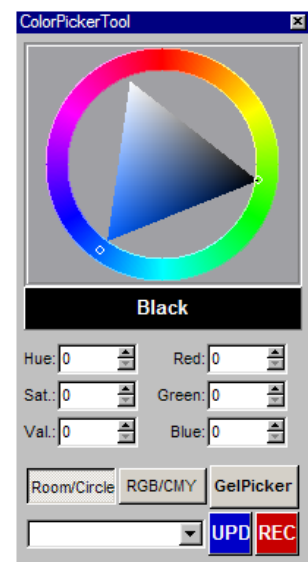 ColorPickerTool
Black
Hue: 0 Red: 0
Sat.: 0 Green: 0
Val.: 0 Blue: 0
Room/Circle RGB/CMY GelPicker
UPD REC